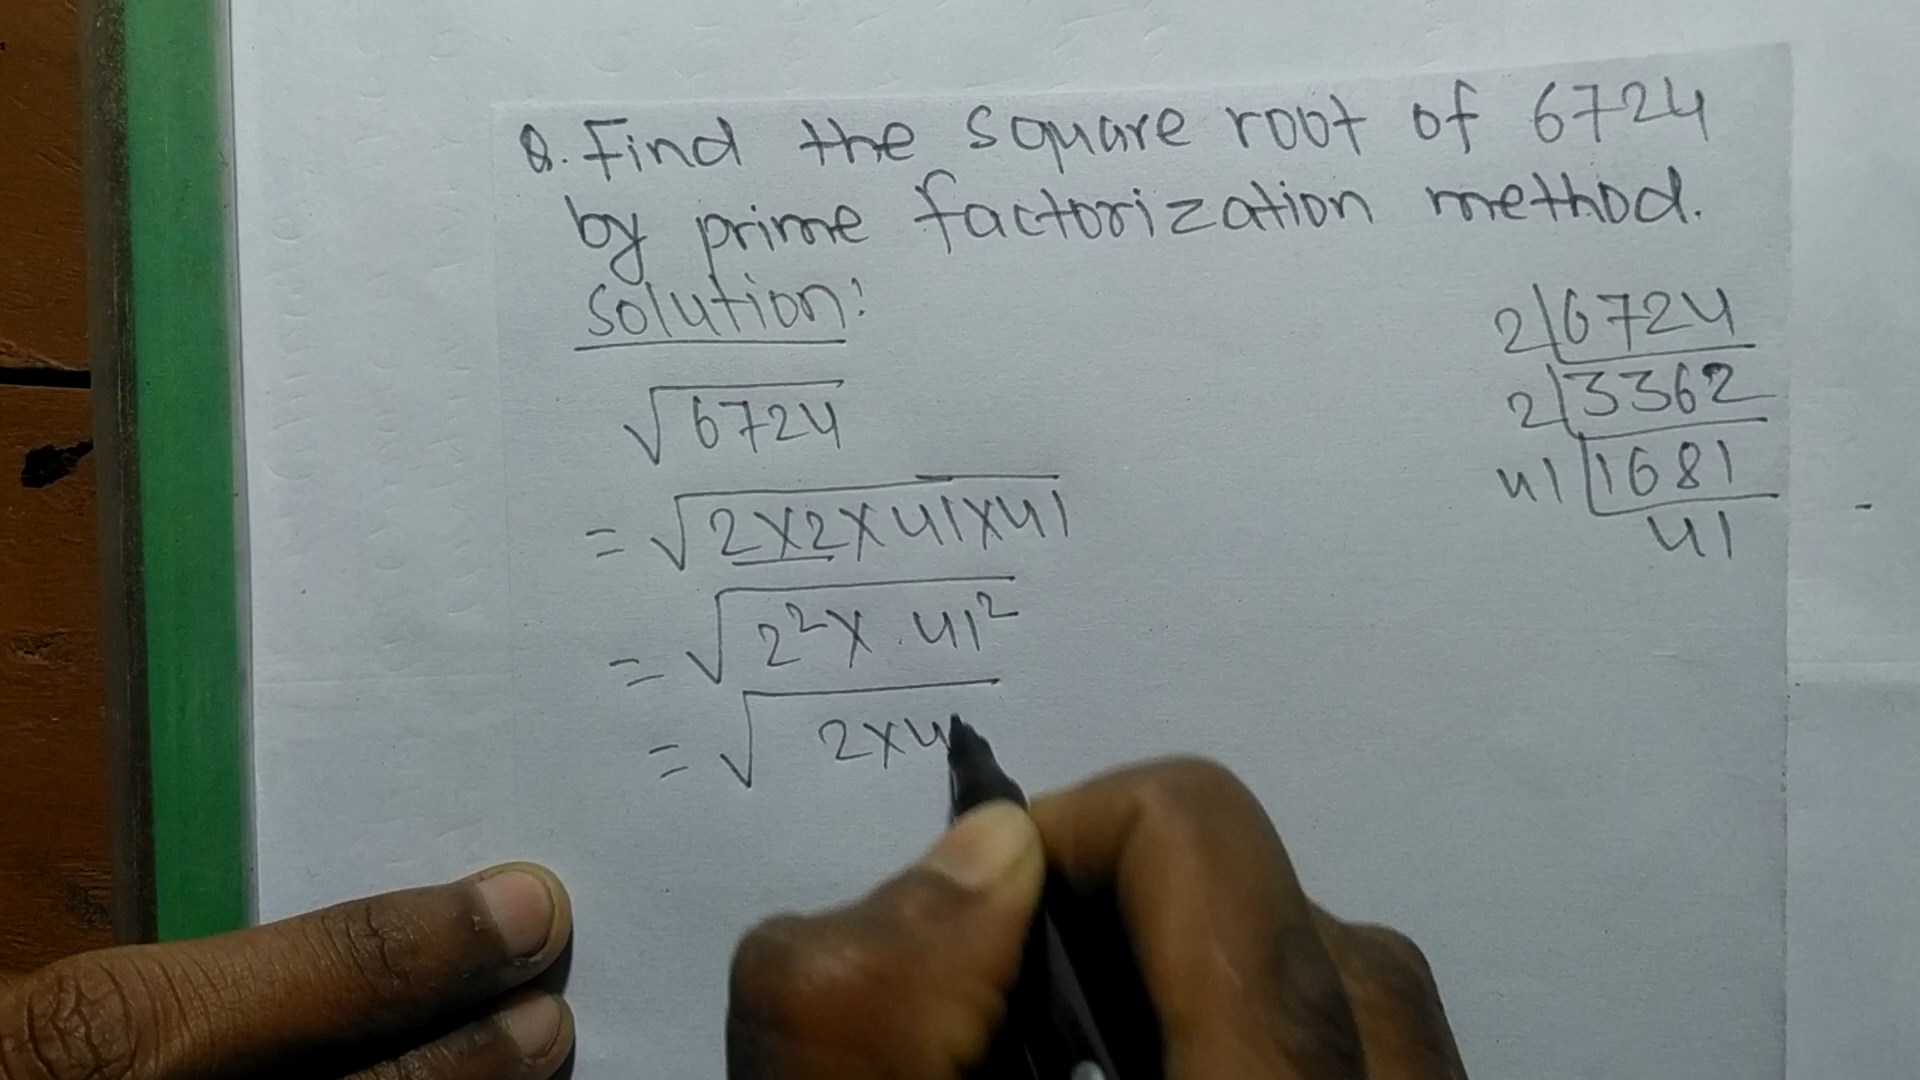 Q. Find the square root of 6724
by prime factorization method.
solution:
√6724
= √2×2×41×41
= √2²×.41²
= √2×4
2|6724
2|3362
41|1681
41